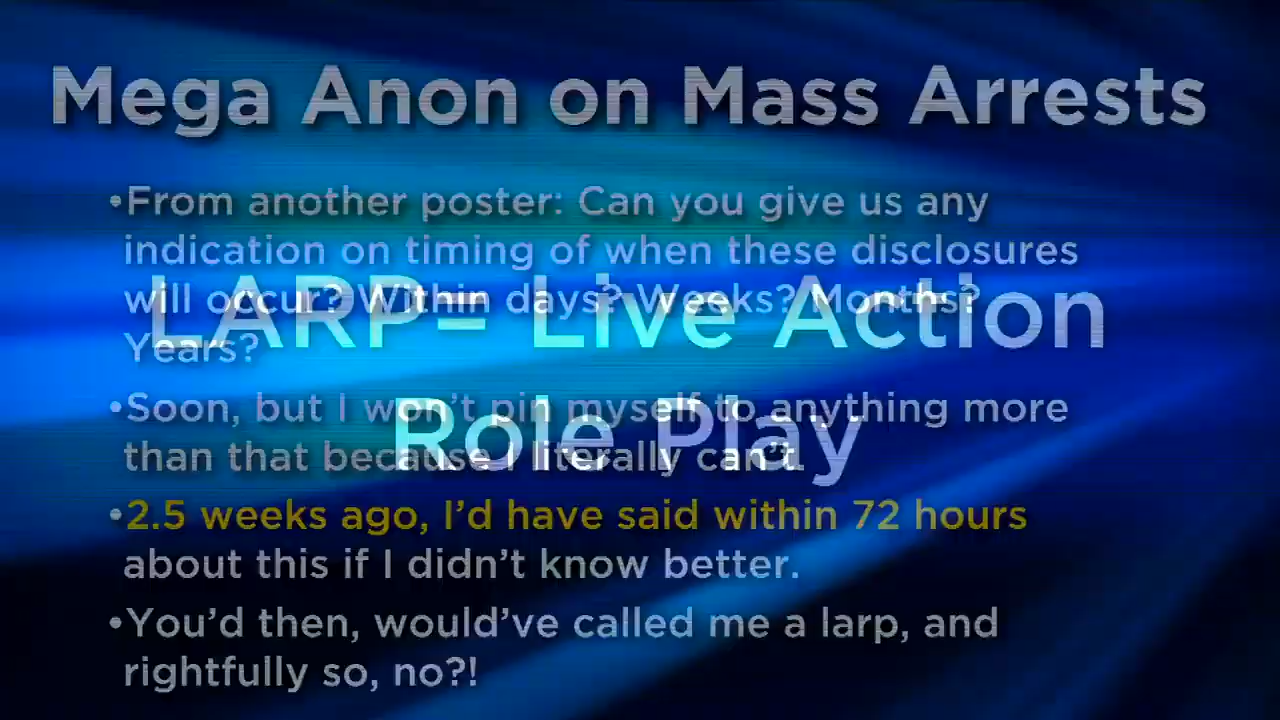 Mega Anon on Mass Arrests
•From another poster: Can you give us any
indication on timing of when these disclosures
will occur? Within days? Weeks? Months?
Years?
LARP= Live Action
Role Play
•Soon, but I won't pin myself to anything more
than that because I literally can't.
•2.5 weeks ago, I'd have said within 72 hours
about this if I didn't know better.
•You'd then, would've called me a larp, and
rightfully so, no?!